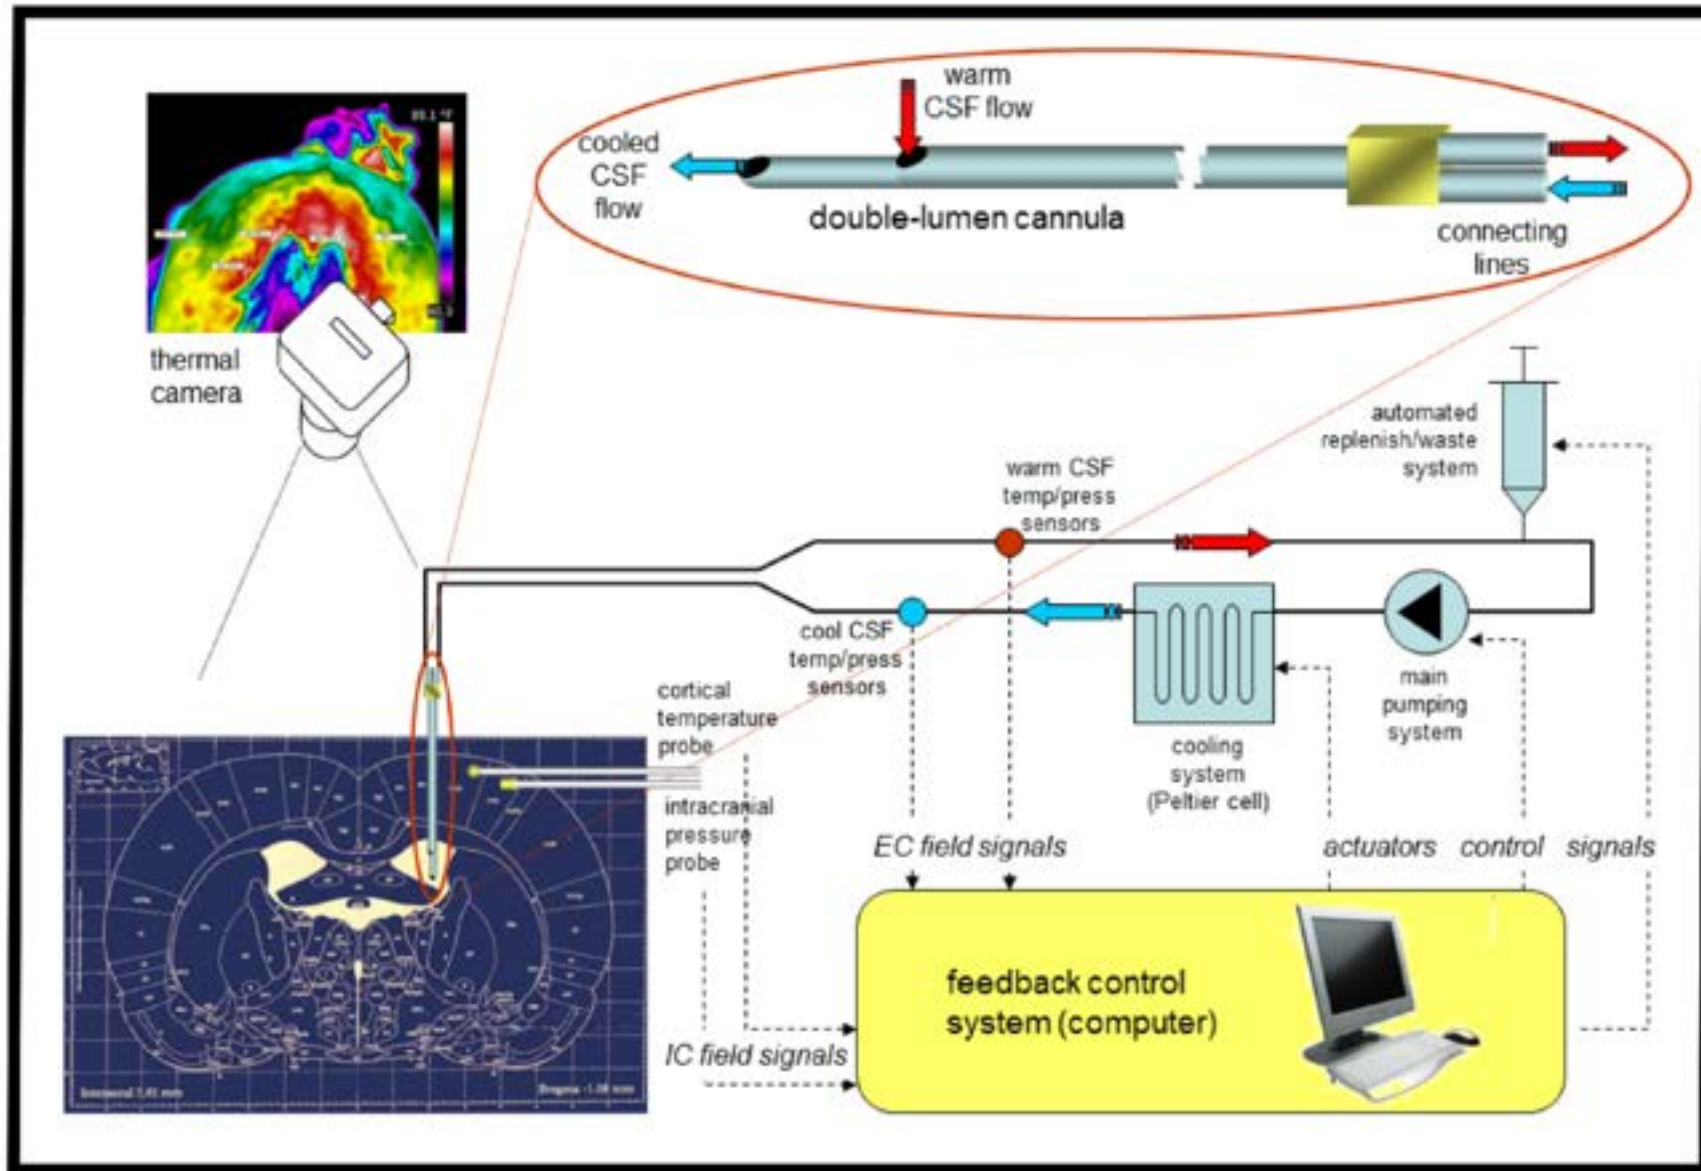 warm
CSF flow
cooled
CSF
flow
double-lumen cannula
connecting
lines
thermal
camera
automated
replenish/waste
system
warm CSF
temp/press
sensors
cool CSF
temp/press
sensors
main
pumping
system
cooling
system
(Peltier cell)
cortical
temperature
probe
intracranial
pressure
probe
EC field signals
actuators control signals
feedback control
system (computer)
IC field signals